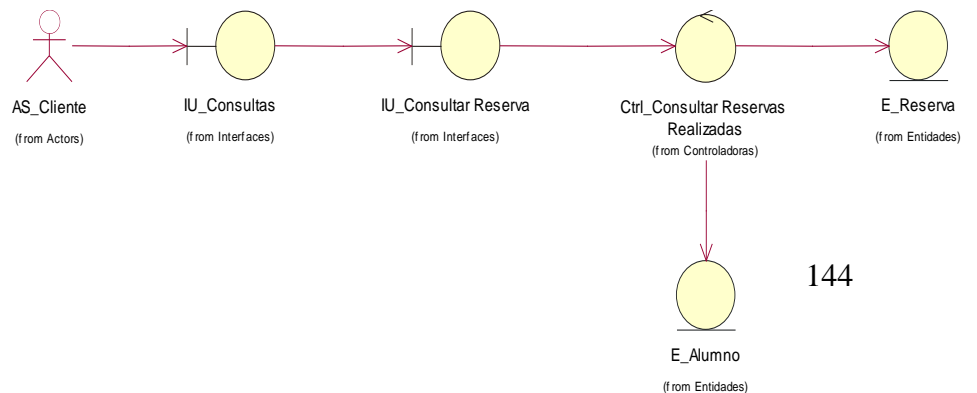 AS_Cliente
(from Actors)
IU_Consultas
(from Interfaces)
IU_Consultar Reserva
(from Interfaces)
Ctrl_Consultar Reservas
Realizadas
(from Controladoras)
E_Reserva
(from Entidades)
144
E_Alumno
(from Entidades)